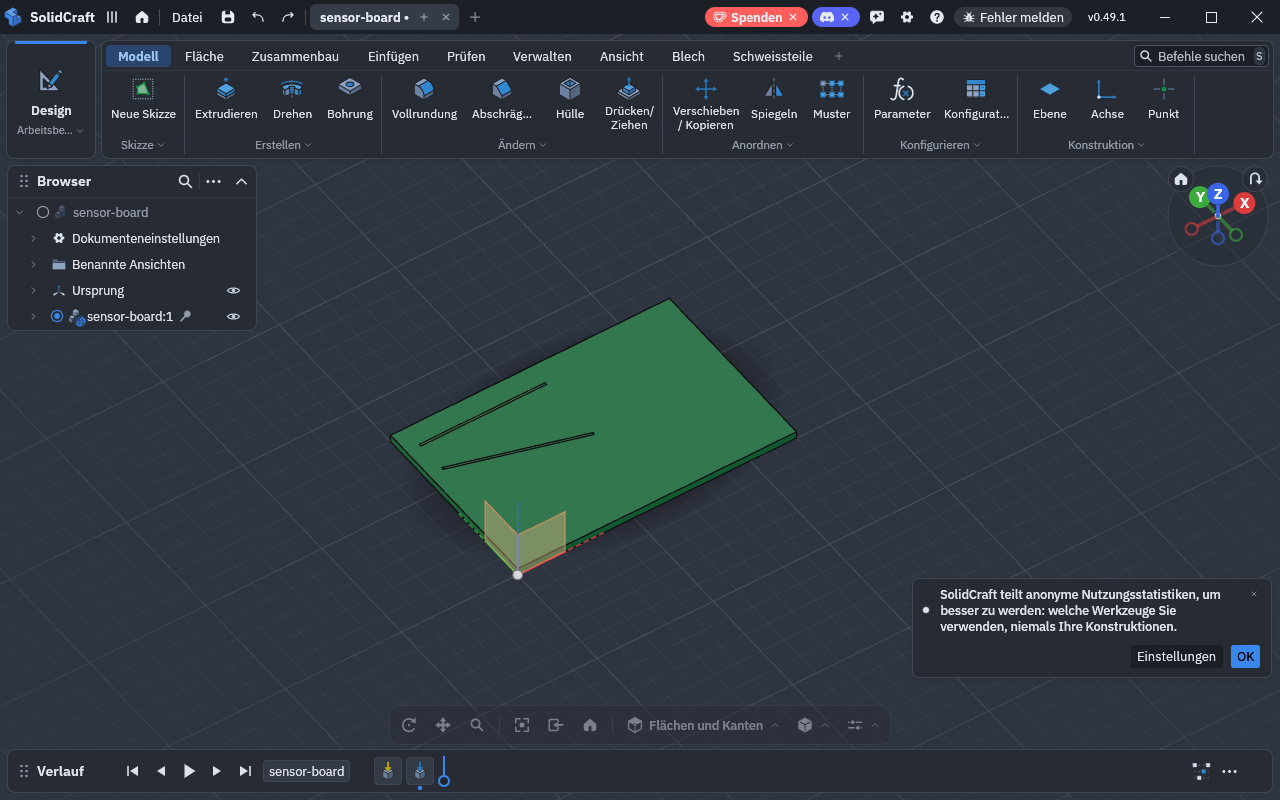 SolidCraft
Datei
sensor-board •
Spenden
Fehler melden
v0.49.1
Design
Arbeitsbe...
Modell
Fläche
Zusammenbau
Einfügen
Prüfen
Verwalten
Ansicht
Blech
Schweissteile
Befehle suchen S
Neue Skizze
Extrudieren
Drehen
Bohrung
Vollrundung
Abschräg...
Hülle
Drücken/
Ziehen
Verschieben
/ Kopieren
Spiegeln
Muster
Parameter
Konfigurat...
Ebene
Achse
Punkt
Skizze
Erstellen
Ändern
Anordnen
Konfigurieren
Konstruktion
Browser
sensor-board
Dokumenteneinstellungen
Benannte Ansichten
Ursprung
sensor-board:1
Y
Z
X
SolidCraft teilt anonyme Nutzungsstatistiken, um
besser zu werden: welche Werkzeuge Sie
verwenden, niemals Ihre Konstruktionen.
Einstellungen
OK
Flächen und Kanten
Verlauf
sensor-board